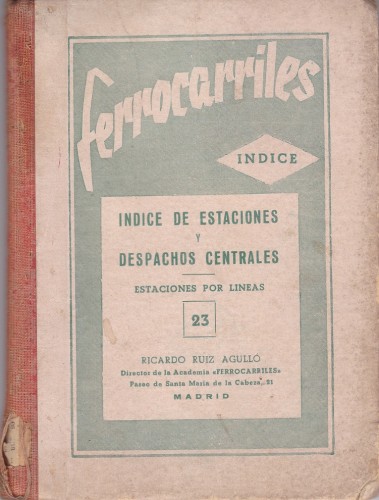 Ferrocarriles
INDICE
INDICE DE ESTACIONES
Y
DESPACHOS CENTRALES
ESTACIONES POR LINEAS
23
RICARDO RUIZ AGULLÓ
Director de la Academia «FERROCARRILES»
Paseo de Santa María de la Cabeza, 21
MADRID